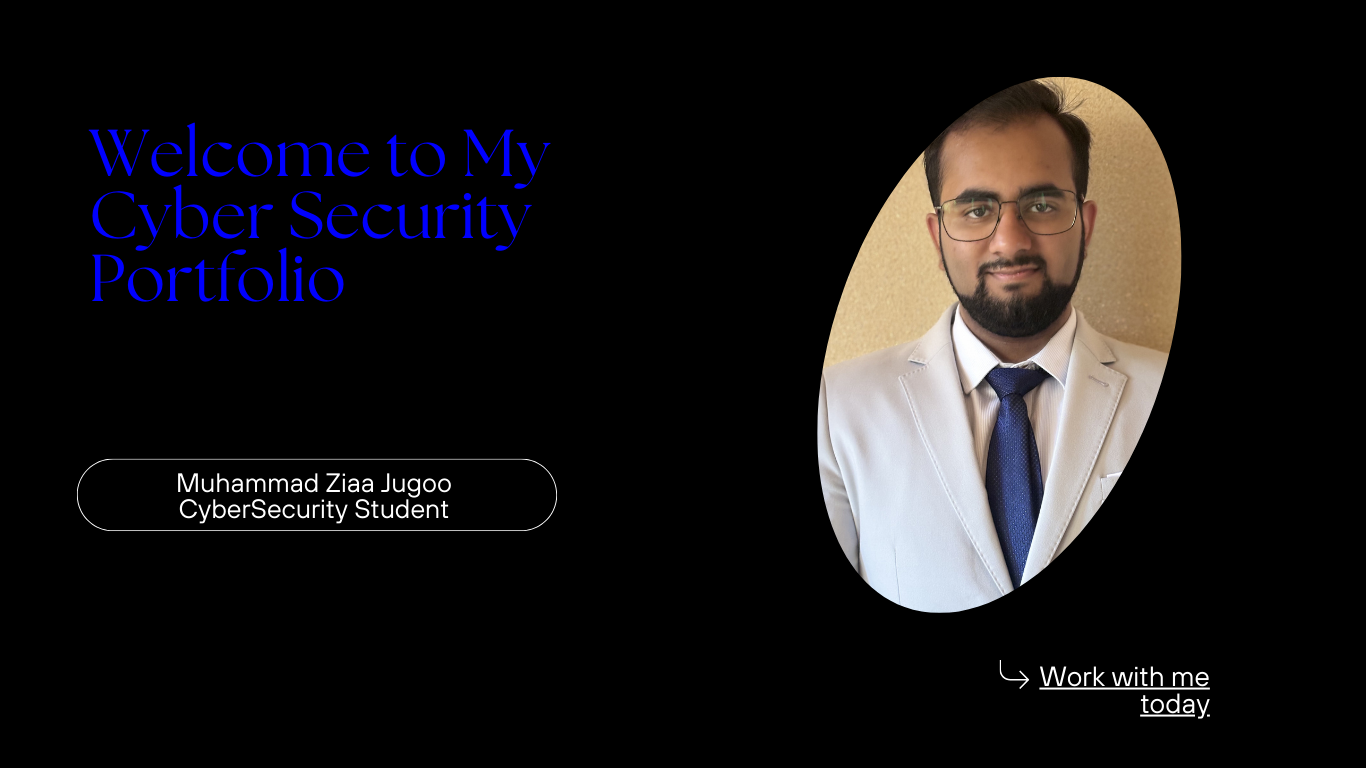 Welcome to My
Cyber Security
Portfolio
Muhammad Ziaa Jugoo
CyberSecurity Student
Work with me
today